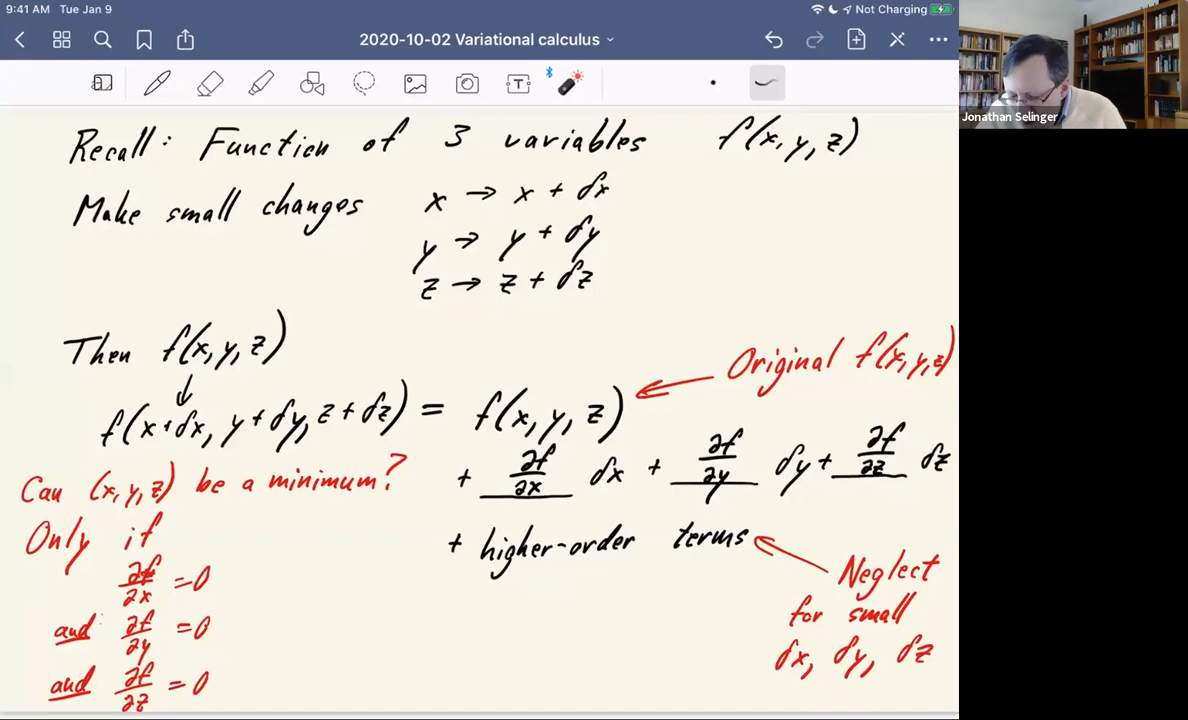 9:41 AM Tue Jan 9
Not Charging
2020-10-02 Variational calculus
T
Jonathan Selinger
Recall: Function of 3 variables f(x, y, z)
Make small changes x → x + δx
y → y + δy
z → z + δz
Then f(x, y, z)
↓
Original f(x,y,z)
f(x+δx, y+δy, z+δz) = f(x, y, z)
+ ∂f/∂x δx + ∂f/∂y δy + ∂f/∂z δz
+ higher-order terms
Neglect
for small
δx, δy, δz
Can (x, y, z) be a minimum?
Only if
∂f/∂x = 0
and ∂f/∂y = 0
and ∂f/∂z = 0